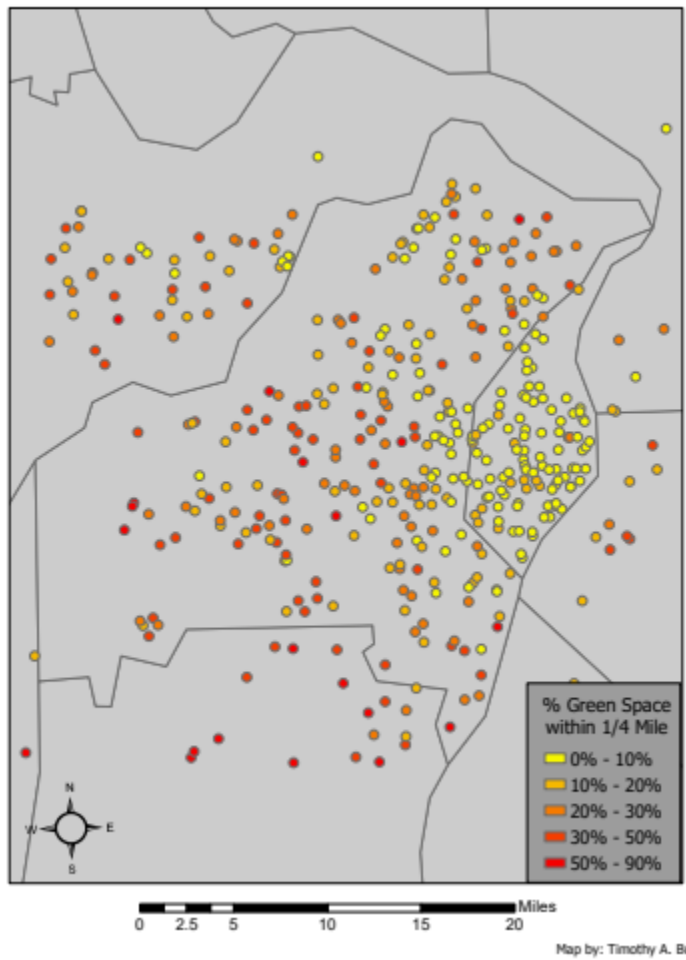 % Green Space
within 1/4 Mile
0% - 10%
10% - 20%
20% - 30%
30% - 50%
50% - 90%
N
W E
S
Miles
0 2.5 5 10 15 20
Map by: Timothy A.